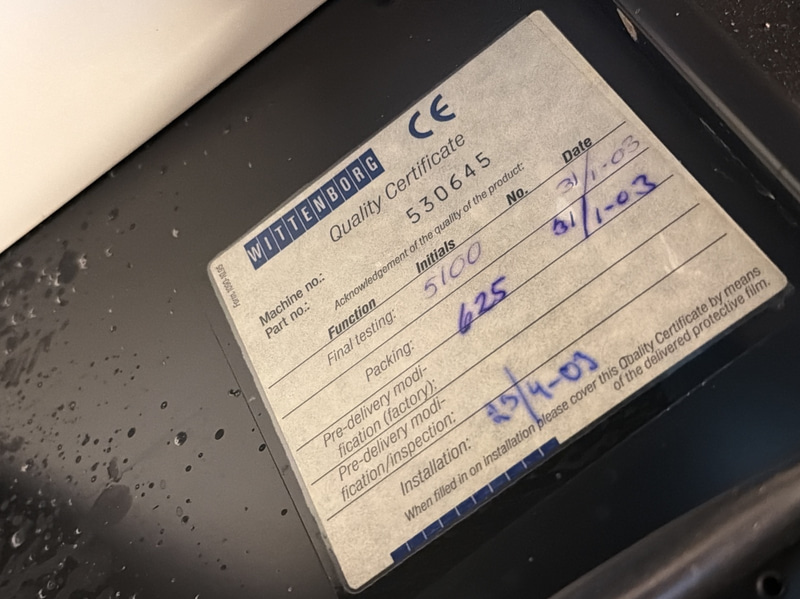 WITTENBORG CE
Quality Certificate
Machine no.: 530645
Part no.:
Acknowledgement of the quality of the product:
Function Initials No. Date
Final testing: 5100 31/1-03
Packing: 625 31/1-03
Pre-delivery modi-
fication (factory):
Pre-delivery modi-
fication/inspection:
Installation: 25/4-03
When filled in on installation please cover this Quality Certificate by means
of the delivered protective film.